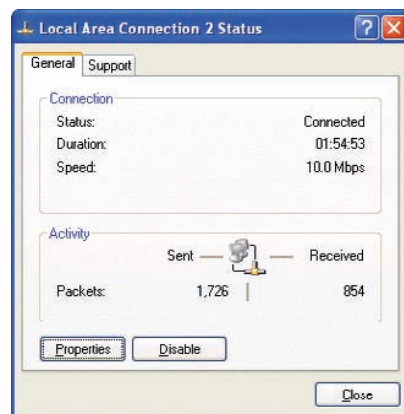 Local Area Connection 2 Status
General Support
Connection
Status: Connected
Duration: 01:54:53
Speed: 10.0 Mbps
Activity
Sent — — Received
Packets: 1,726 | 854
Properties Disable
Close